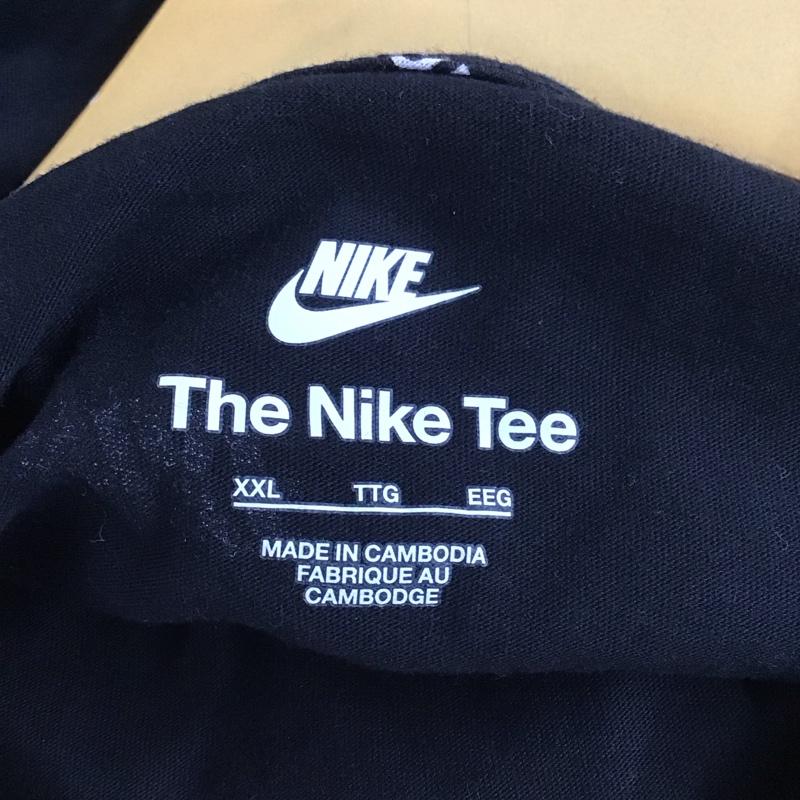 NIKE
The Nike Tee
XXL TTG EEG
MADE IN CAMBODIA
FABRIQUE AU
CAMBODGE